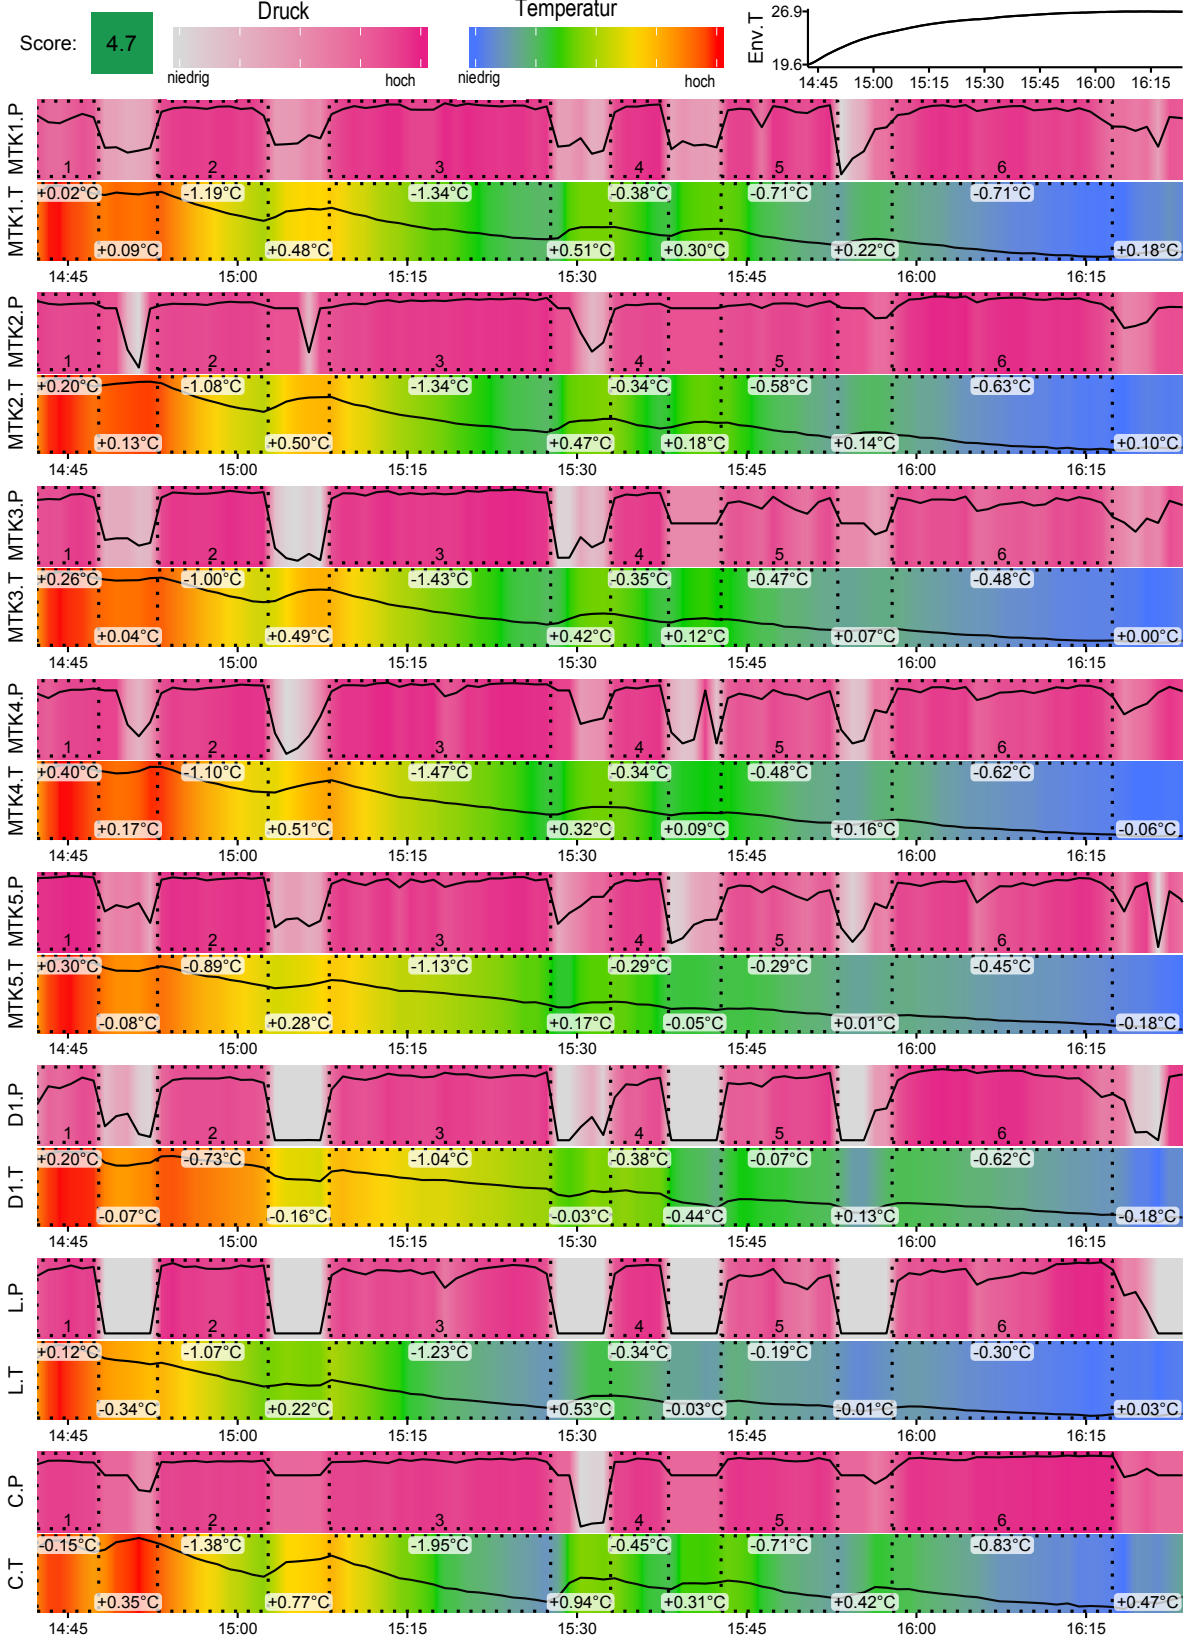 Druck
Temperatur
Score: 4.7
niedrig hoch
niedrig hoch
Env.T
26.9
19.6
14:45 15:00 15:15 15:30 15:45 16:00 16:15
MTK1.P
1 2 3 4 5 6
MTK1.T
+0.02°C -1.19°C -1.34°C -0.38°C -0.71°C -0.71°C
+0.09°C +0.48°C +0.51°C +0.30°C +0.22°C +0.18°C
14:45 15:00 15:15 15:30 15:45 16:00 16:15
MTK2.P
1 2 3 4 5 6
MTK2.T
+0.20°C -1.08°C -1.34°C -0.34°C -0.58°C -0.63°C
+0.13°C +0.50°C +0.47°C +0.18°C +0.14°C +0.10°C
14:45 15:00 15:15 15:30 15:45 16:00 16:15
MTK3.P
1 2 3 4 5 6
MTK3.T
+0.26°C -1.00°C -1.43°C -0.35°C -0.47°C -0.48°C
+0.04°C +0.49°C +0.42°C +0.12°C +0.07°C +0.00°C
14:45 15:00 15:15 15:30 15:45 16:00 16:15
MTK4.P
1 2 3 4 5 6
MTK4.T
+0.40°C -1.10°C -1.47°C -0.34°C -0.48°C -0.62°C
+0.17°C +0.51°C +0.32°C +0.09°C +0.16°C -0.06°C
14:45 15:00 15:15 15:30 15:45 16:00 16:15
MTK5.P
1 2 3 4 5 6
MTK5.T
+0.30°C -0.89°C -1.13°C -0.29°C -0.29°C -0.45°C
-0.08°C +0.28°C +0.17°C -0.05°C +0.01°C -0.18°C
14:45 15:00 15:15 15:30 15:45 16:00 16:15
D1.P
1 2 3 4 5 6
D1.T
+0.20°C -0.73°C -1.04°C -0.38°C -0.07°C -0.62°C
-0.07°C -0.16°C -0.03°C -0.44°C +0.13°C -0.18°C
14:45 15:00 15:15 15:30 15:45 16:00 16:15
L.P
1 2 3 4 5 6
L.T
+0.12°C -1.07°C -1.23°C -0.34°C -0.19°C -0.30°C
-0.34°C +0.22°C +0.53°C -0.03°C -0.01°C +0.03°C
14:45 15:00 15:15 15:30 15:45 16:00 16:15
C.P
1 2 3 4 5 6
C.T
-0.15°C -1.38°C -1.95°C -0.45°C -0.71°C -0.83°C
+0.35°C +0.77°C +0.94°C +0.31°C +0.42°C +0.47°C
14:45 15:00 15:15 15:30 15:45 16:00 16:15